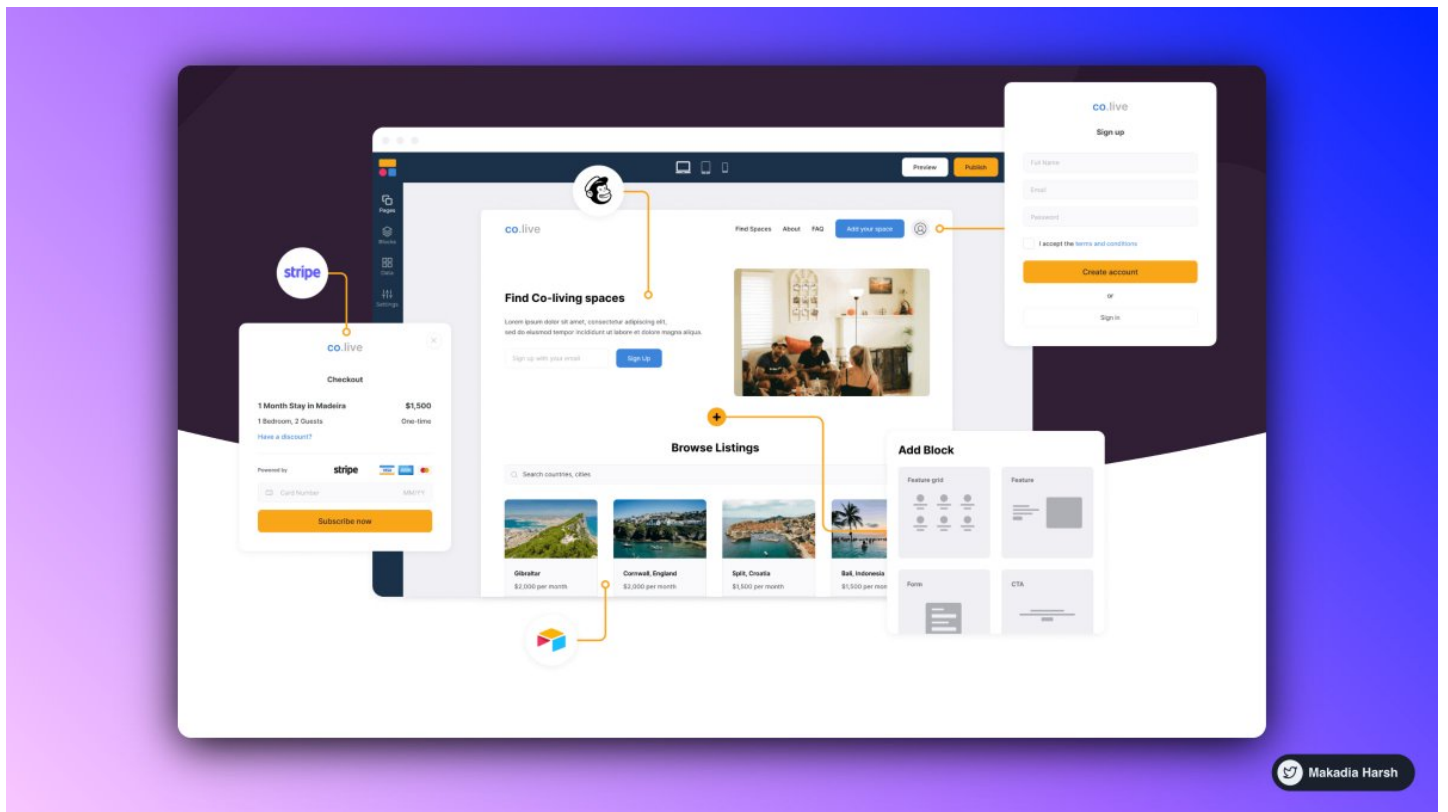 co.live
Sign up
Full Name
Email
Password
I accept the terms and conditions
Create account
or
Sign in
Preview
Publish
Pages
Blocks
Data
Settings
co.live
Find Spaces
About
FAQ
Add your space
Find Co-living spaces
Lorem ipsum dolor sit amet, consectetur adipiscing elit,
sed do eiusmod tempor incididunt ut labore et dolore magna aliqua.
Sign up with your email
Sign Up
stripe
co.live
Checkout
1 Month Stay in Madeira
$1,500
1 Bedroom, 2 Guests
One-time
Have a discount?
Powered by
stripe
VISA
Card Number
MM/YY
Subscribe now
Browse Listings
Search countries, cities
Gibraltar
$2,000 per month
Cornwall, England
$2,000 per month
Split, Croatia
$1,500 per month
Bali, Indonesia
$1,500 per mon
Add Block
Feature grid
Feature
Form
CTA
Makadia Harsh